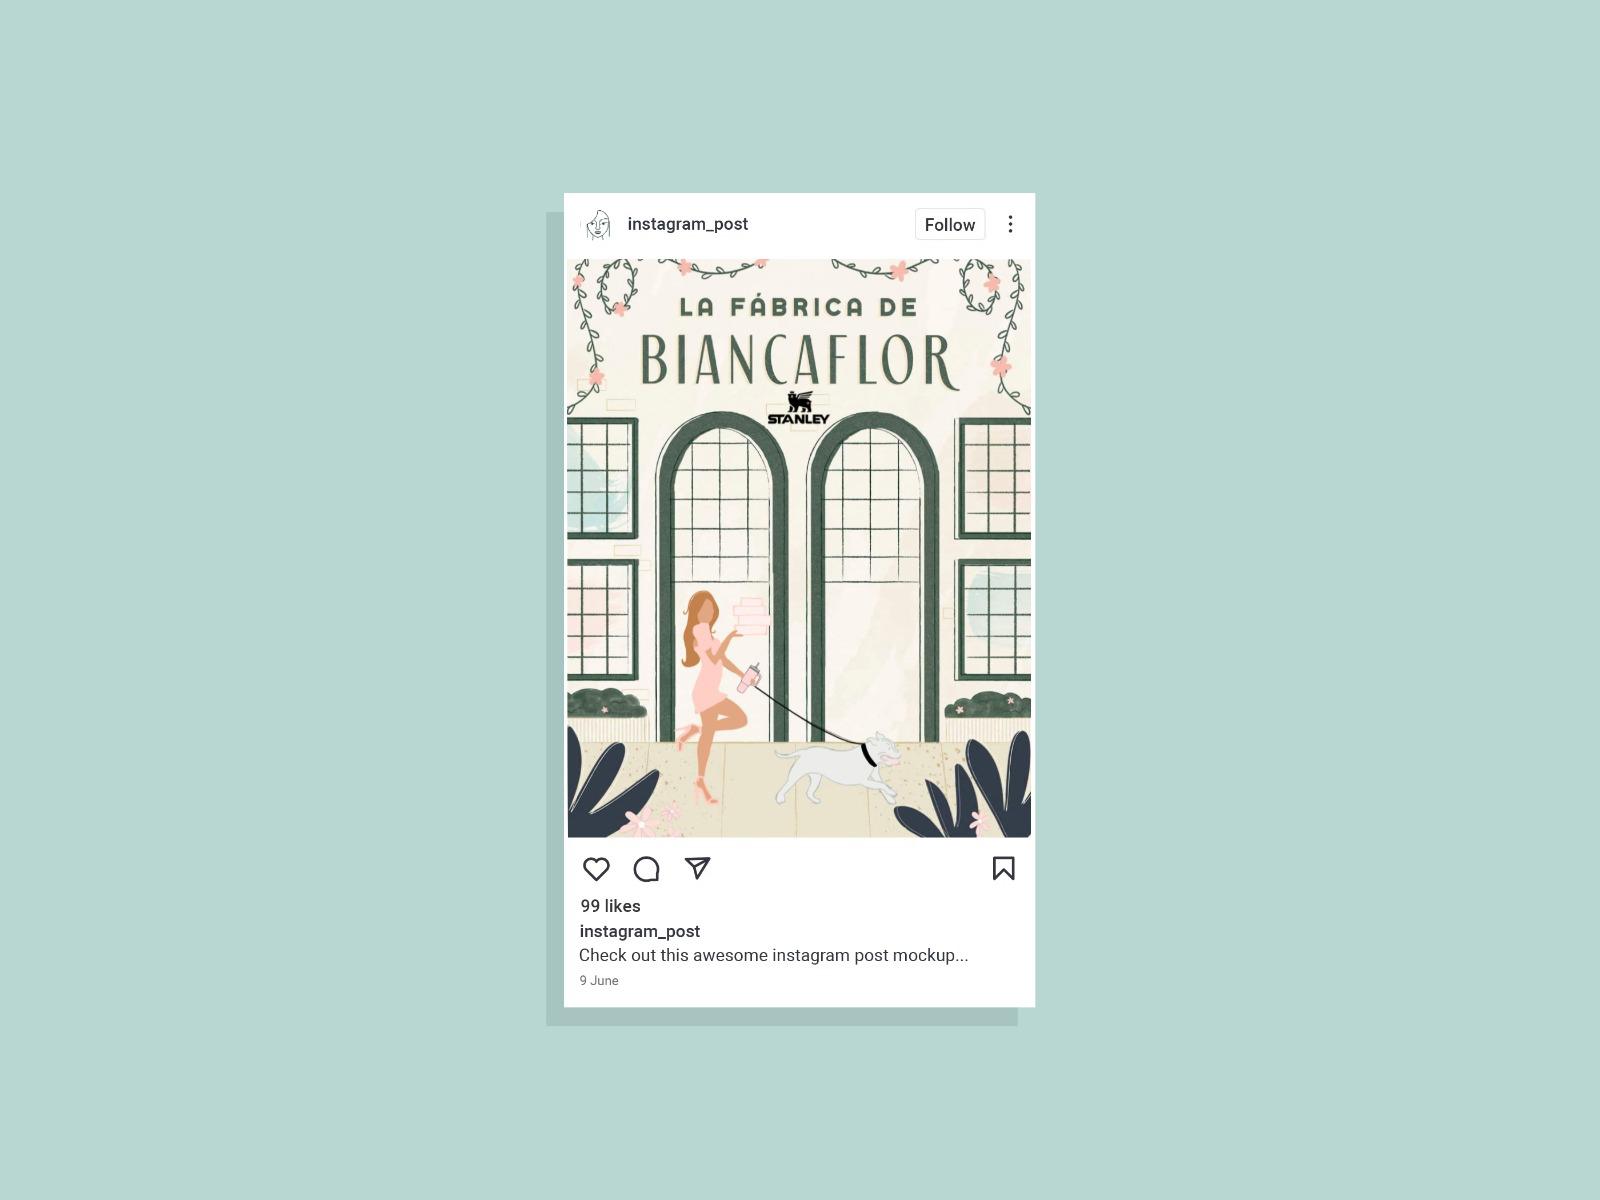 instagram_post
Follow
LA FÁBRICA DE
BIANCAFLOR
STANLEY
99 likes
instagram_post
Check out this awesome instagram post mockup...
9 June